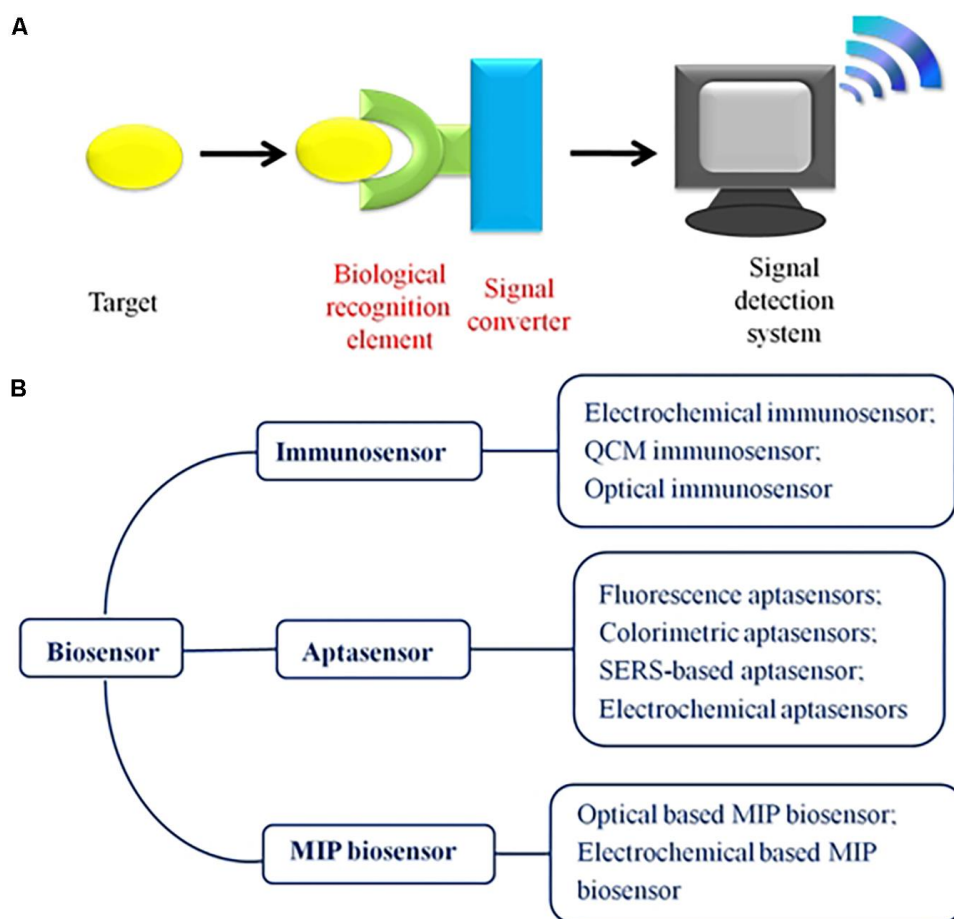 A
Target
Biological
recognition
element
Signal
converter
Signal
detection
system
B
Biosensor
Immunosensor
Electrochemical immunosensor;
QCM immunosensor;
Optical immunosensor
Aptasensor
Fluorescence aptasensors;
Colorimetric aptasensors;
SERS-based aptasensor;
Electrochemical aptasensors
MIP biosensor
Optical based MIP biosensor;
Electrochemical based MIP
biosensor